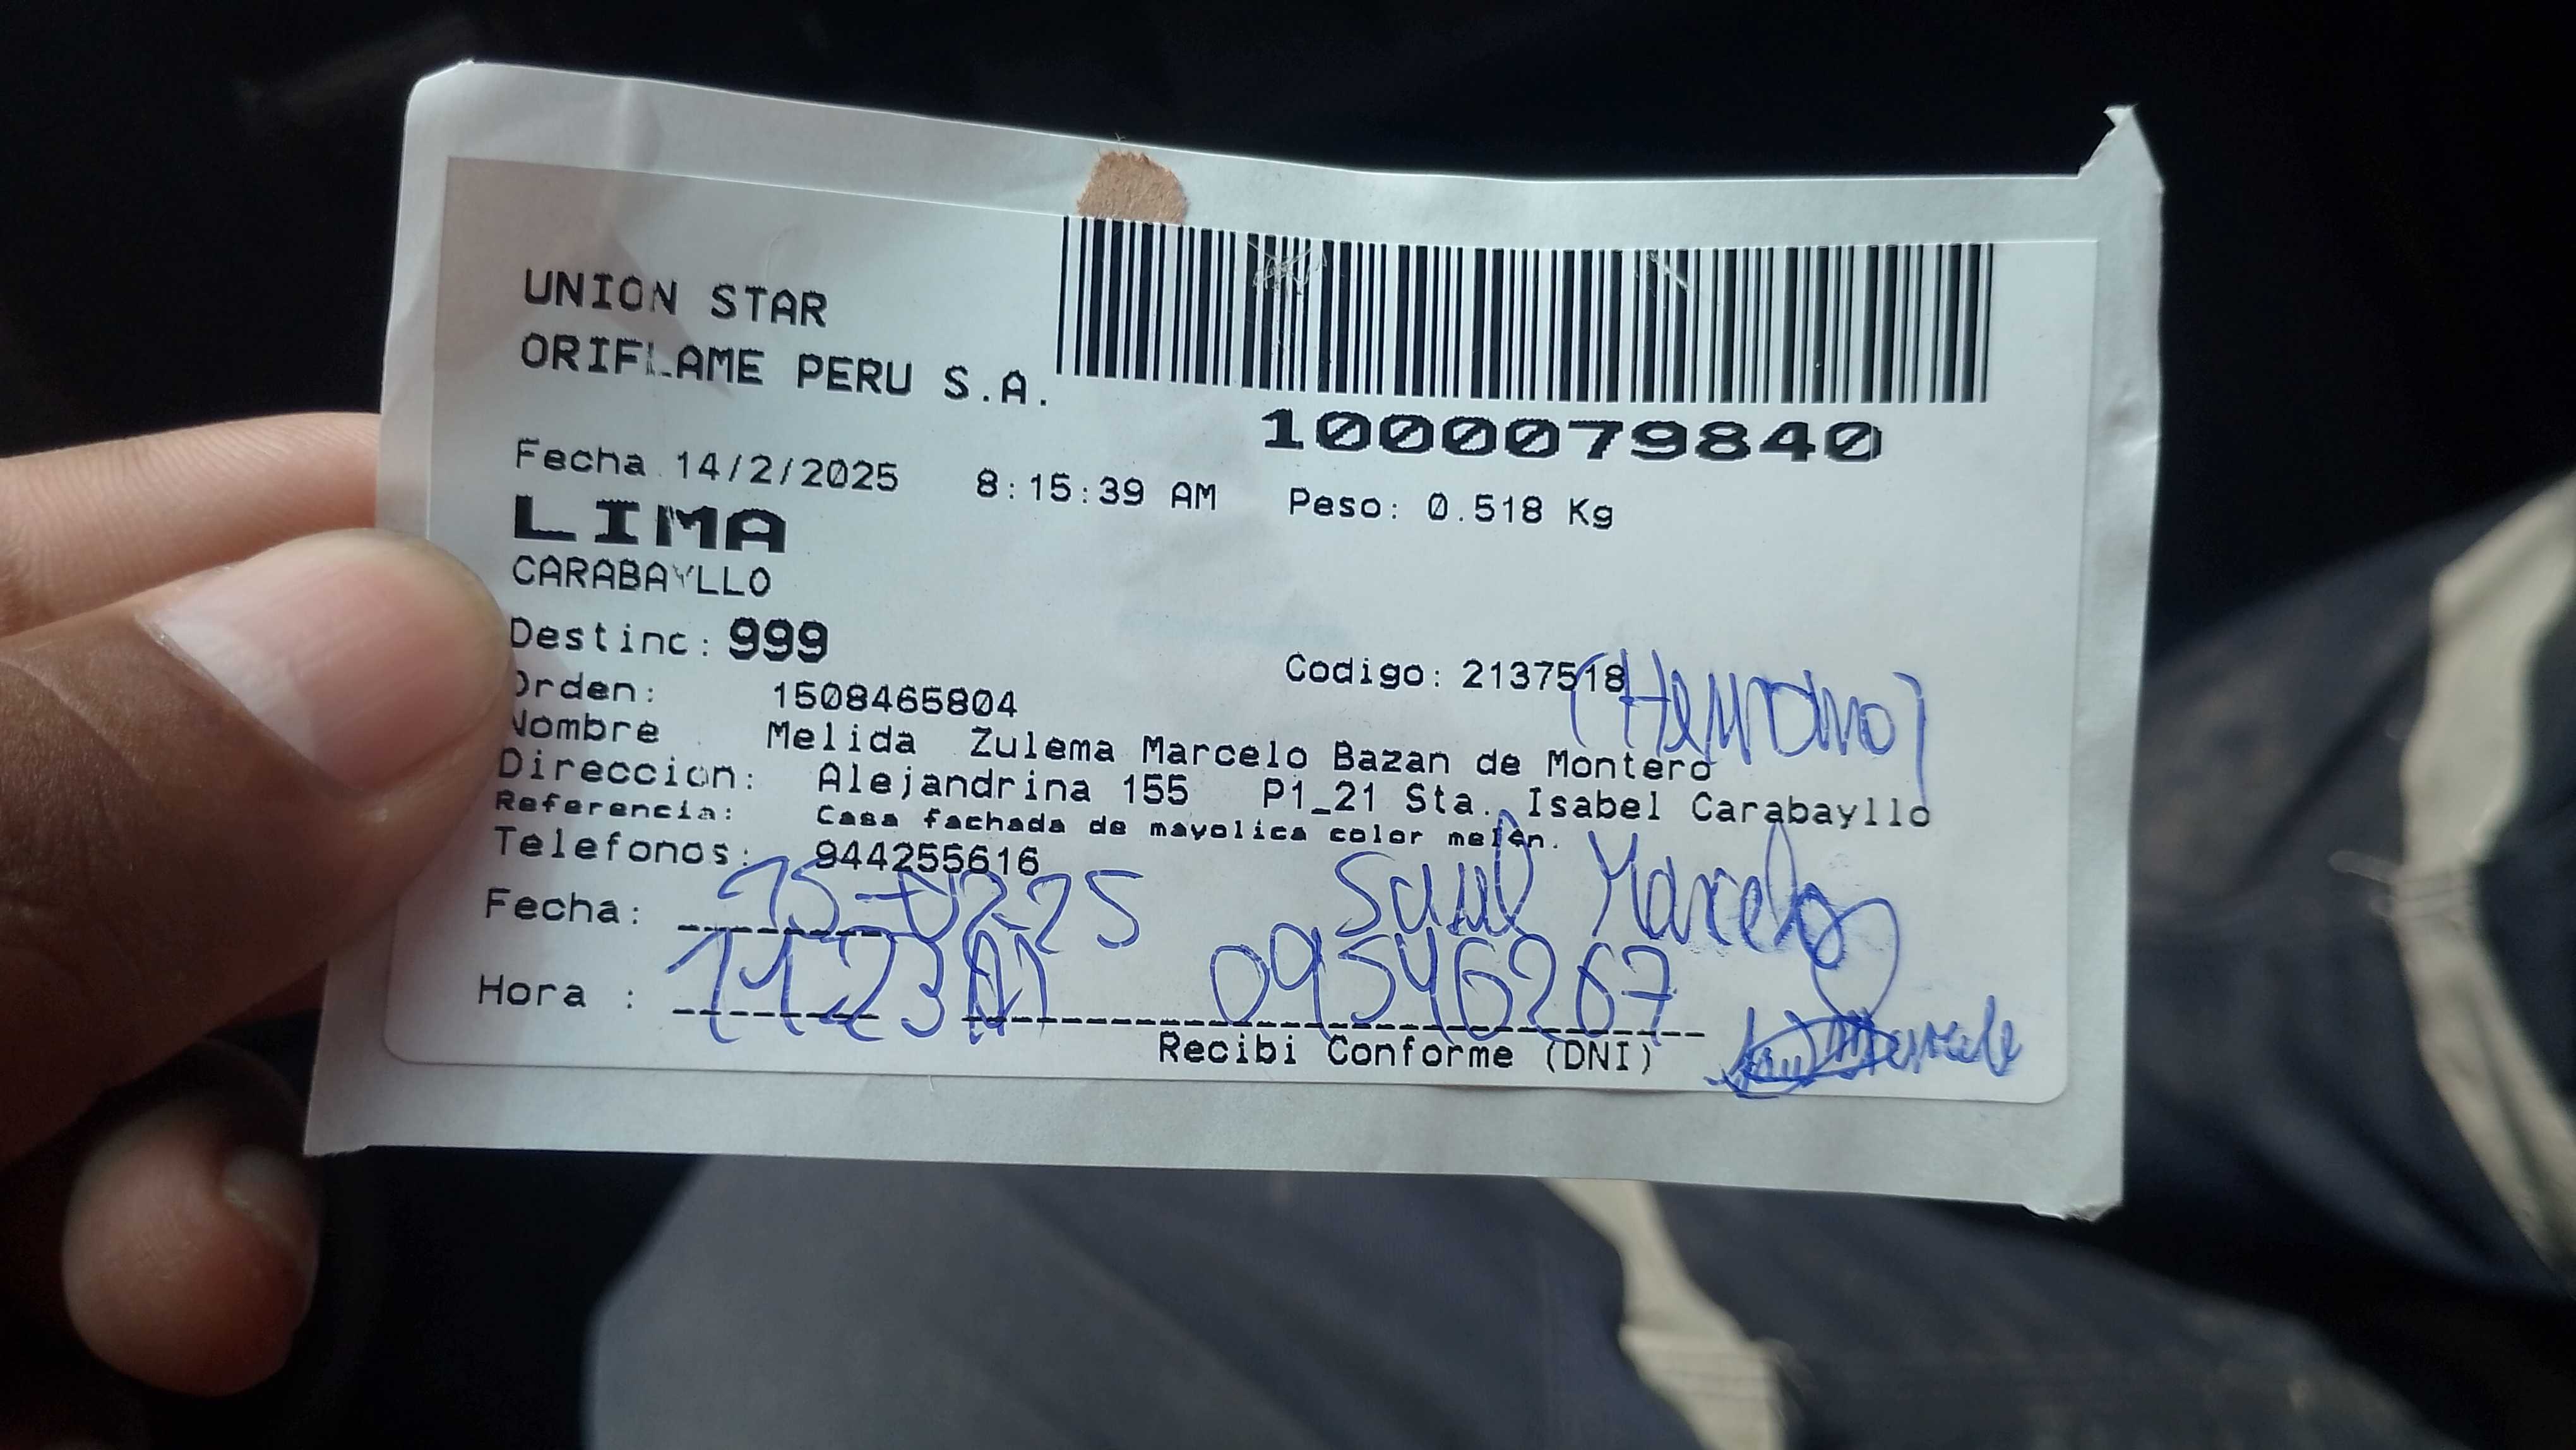 UNION STAR
ORIFLAME PERU S.A.
1000079840
Fecha 14/2/2025 8:15:39 AM Peso: 0.518 Kg
LIMA
CARABAYLLO
Destino: 999
Codigo: 2137518
(Hermano)
Orden: 1508465804
Nombre Melida Zulema Marcelo Bazan de Montero
Direccion: Alejandrina 155 P1_21 Sta. Isabel Carabayllo
Referencia: Casa fachada de mayolica color melón.
Telefonos: 944255616
Fecha: 15-02-25 Saul Marcelo
Hora : 09546267
Recibi Conforme (DNI)